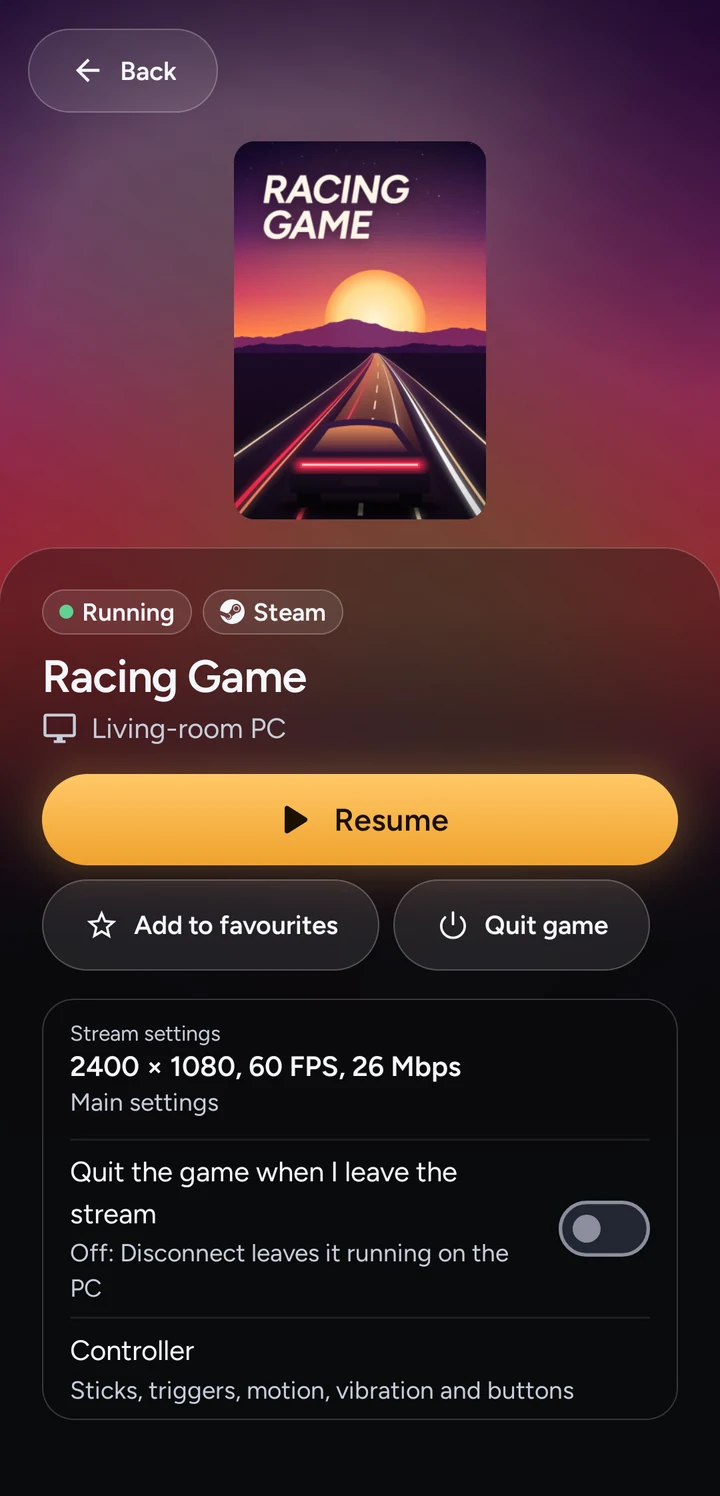 Back
RACING
GAME
Running
Steam
Racing Game
Living-room PC
Resume
Add to favourites
Quit game
Stream settings
2400 × 1080, 60 FPS, 26 Mbps
Main settings
Quit the game when I leave the
stream
Off: Disconnect leaves it running on the
PC
Controller
Sticks, triggers, motion, vibration and buttons